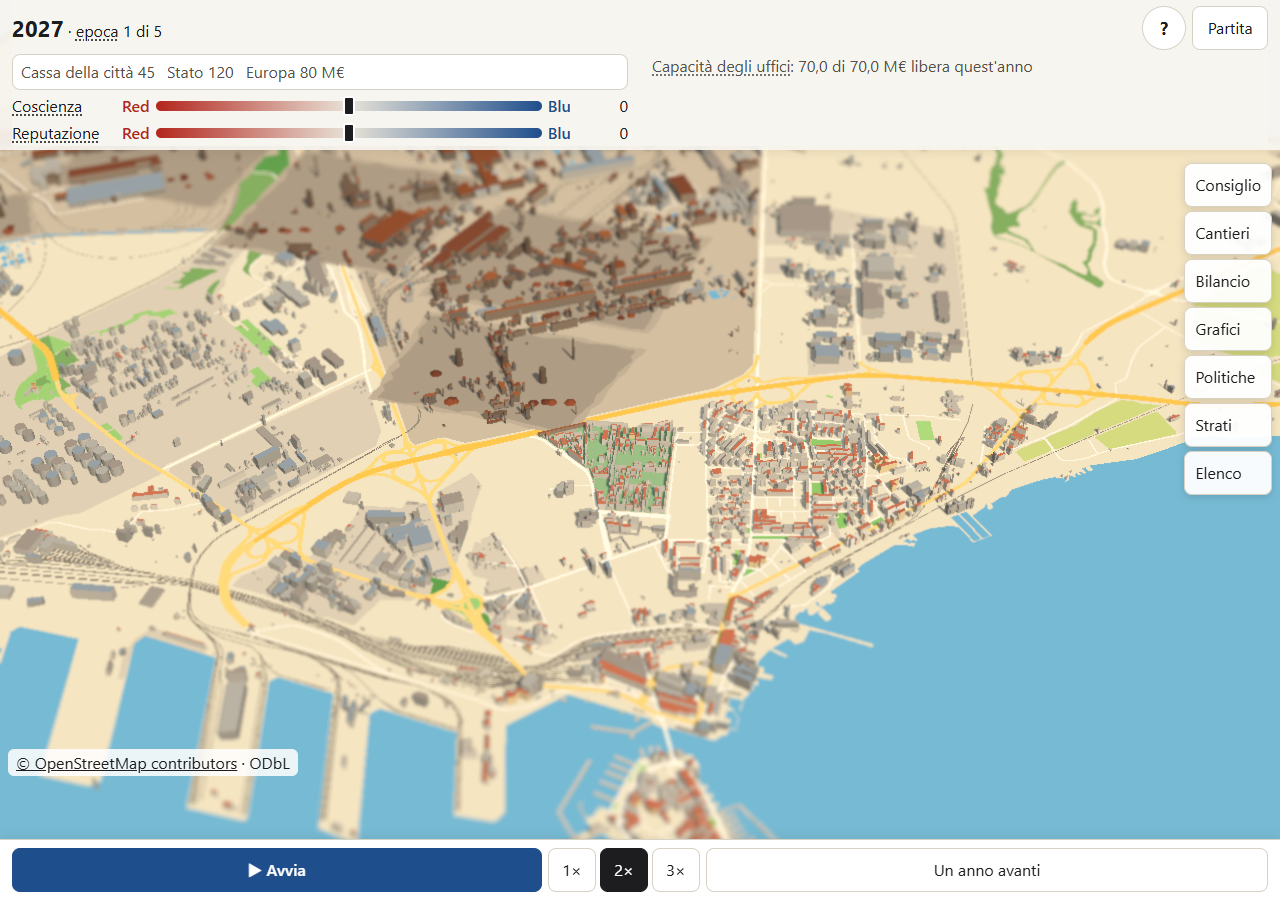 2027 · epoca 1 di 5
?
Partita
Cassa della città 45 Stato 120 Europa 80 M€
Capacità degli uffici: 70,0 di 70,0 M€ libera quest'anno
Coscienza Red Blu 0
Reputazione Red Blu 0
Consiglio
Cantieri
Bilancio
Grafici
Politiche
Strati
Elenco
© OpenStreetMap contributors · ODbL
▶ Avvia
1×
2×
3×
Un anno avanti